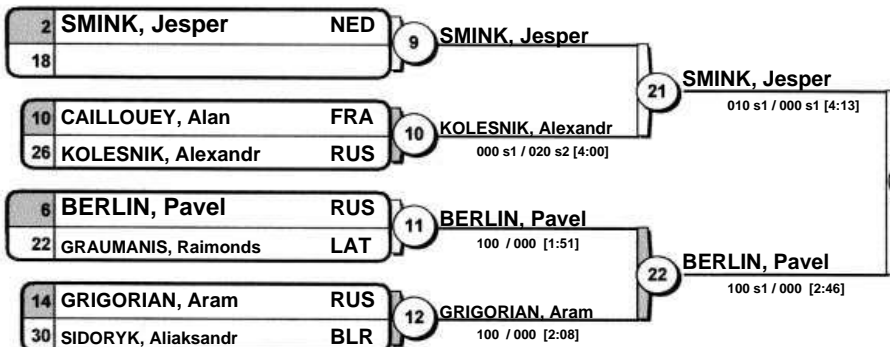 2 SMINK, Jesper NED
18
9
SMINK, Jesper
10 CAILLOUEY, Alan FRA
26 KOLESNIK, Alexandr RUS
10
KOLESNIK, Alexandr
000 s1 / 020 s2 [4:00]
21
SMINK, Jesper
010 s1 / 000 s1 [4:13]
6 BERLIN, Pavel RUS
22 GRAUMANIS, Raimonds LAT
11
BERLIN, Pavel
100 / 000 [1:51]
14 GRIGORIAN, Aram RUS
30 SIDORYK, Aliaksandr BLR
12
GRIGORIAN, Aram
100 / 000 [2:08]
22
BERLIN, Pavel
100 s1 / 000 [2:46]